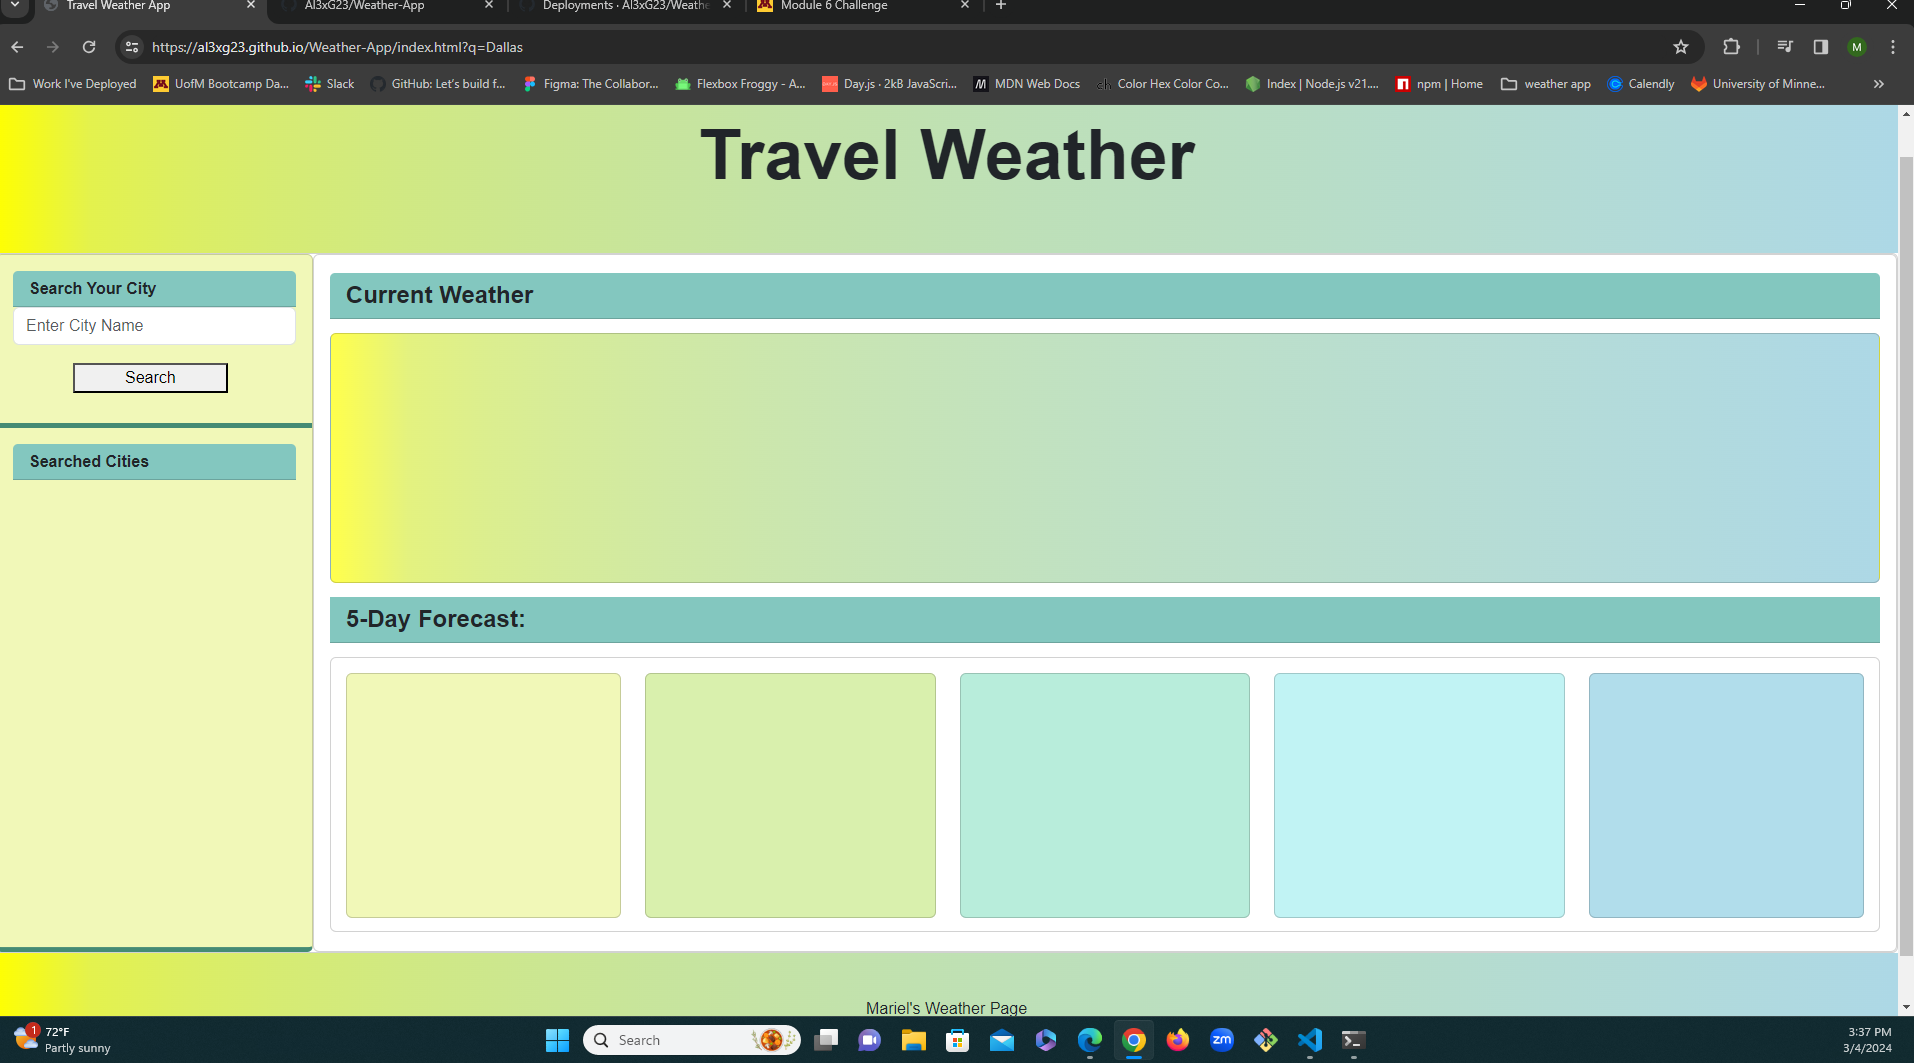 Travel Weather App
Al3xG23/Weather-App
Deployments · Al3xG23/Weathe
Module 6 Challenge
https://al3xg23.github.io/Weather-App/index.html?q=Dallas
M
Work I've Deployed
UofM Bootcamp Da...
Slack
GitHub: Let's build f...
Figma: The Collabor...
Flexbox Froggy - A...
Day.js · 2kB JavaScri...
MDN Web Docs
ch
Color Hex Color Co...
Index | Node.js v21....
npm | Home
weather app
Calendly
University of Minne...
Travel Weather
Search Your City
Enter City Name
Search
Searched Cities
Current Weather
5-Day Forecast:
Mariel's Weather Page
1
72°F
Partly sunny
Search
zm
3:37 PM
3/4/2024